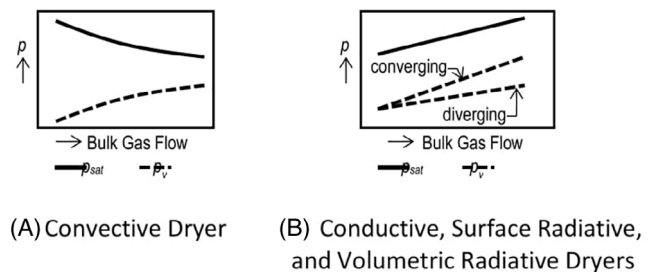 p
→ Bulk Gas Flow
psat pv
(A) Convective Dryer
p
converging
diverging
→ Bulk Gas Flow
psat pv
(B) Conductive, Surface Radiative,
and Volumetric Radiative Dryers